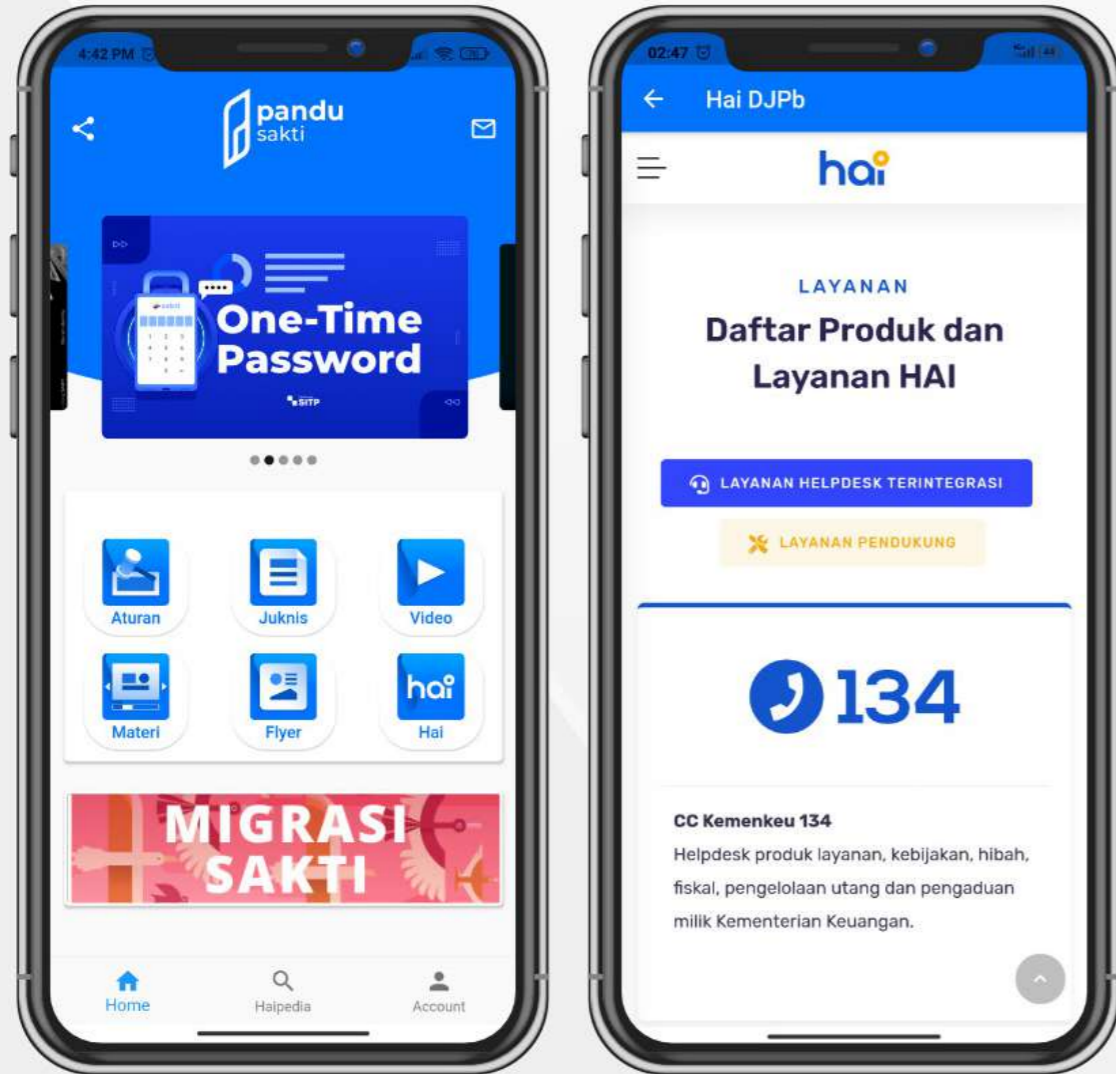 4:42 PM
pandu
sakti
One-Time
Password
SITP
Aturan
Juknis
Video
hai
Materi
Flyer
Hai
MIGRASI
SAKTI
Home
Haipedia
Account
02:47
Hai DJPb
hai
LAYANAN
Daftar Produk dan
Layanan HAI
LAYANAN HELPDESK TERINTEGRASI
LAYANAN PENDUKUNG
134
CC Kemenkeu 134
Helpdesk produk layanan, kebijakan, hibah,
fiskal, pengelolaan utang dan pengaduan
milik Kementerian Keuangan.